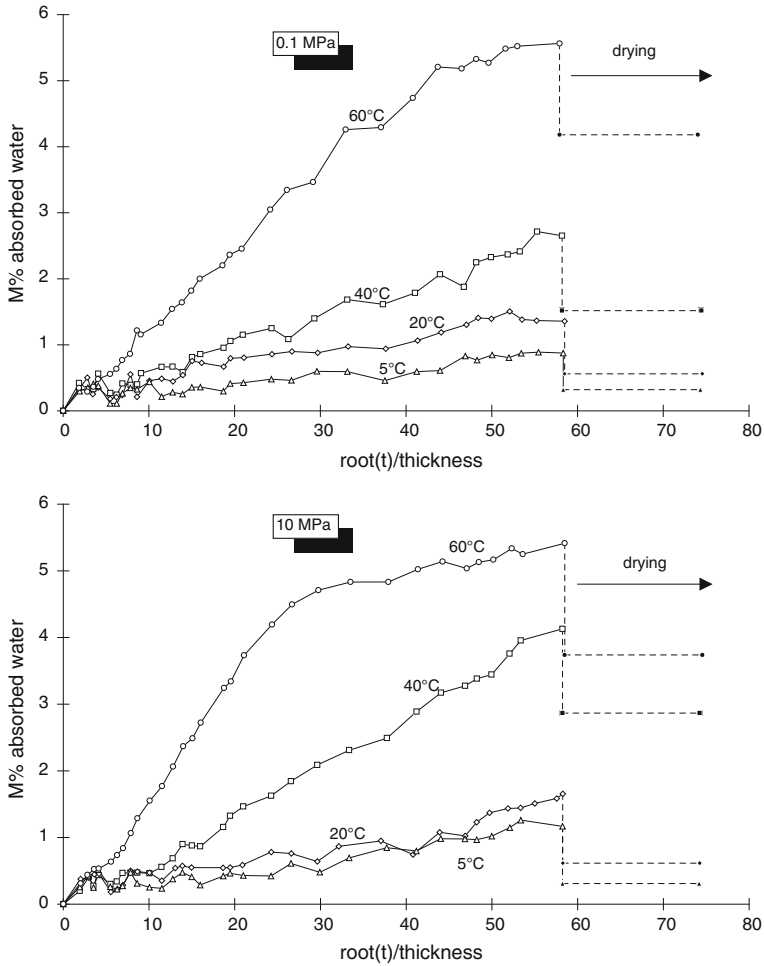 6
0.1 MPa
drying
5
60°C
4
M% absorbed water
3
40°C
2
20°C
1
5°C
0
0 10 20 30 40 50 60 70 80
root(t)/thickness
6
10 MPa
60°C
drying
5
4
40°C
M% absorbed water
3
2
20°C
1
5°C
0
0 10 20 30 40 50 60 70 80
root(t)/thickness